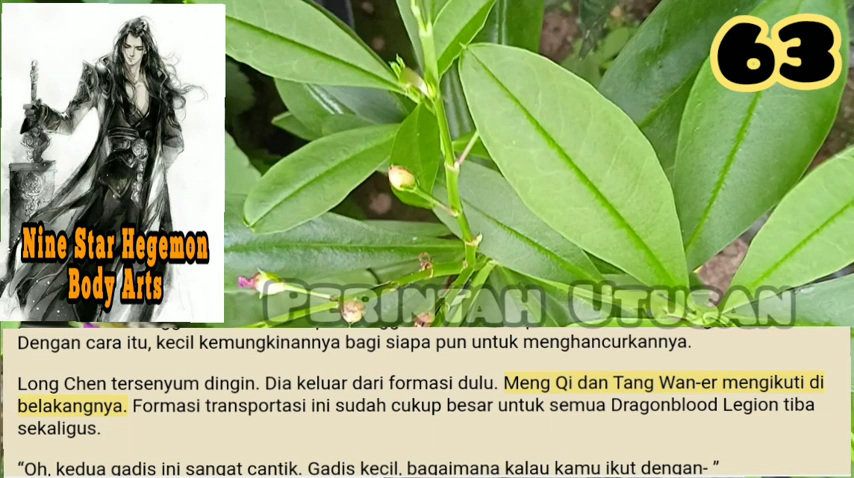 63
Nine Star Hegemon
Body Arts
PERINTAH UTUSAN
Dengan cara itu, kecil kemungkinannya bagi siapa pun untuk menghancurkannya.
Long Chen tersenyum dingin. Dia keluar dari formasi dulu. Meng Qi dan Tang Wan-er mengikuti di
belakangnya. Formasi transportasi ini sudah cukup besar untuk semua Dragonblood Legion tiba
sekaligus.
“Oh, kedua gadis ini sangat cantik. Gadis kecil, bagaimana kalau kamu ikut dengan- ”